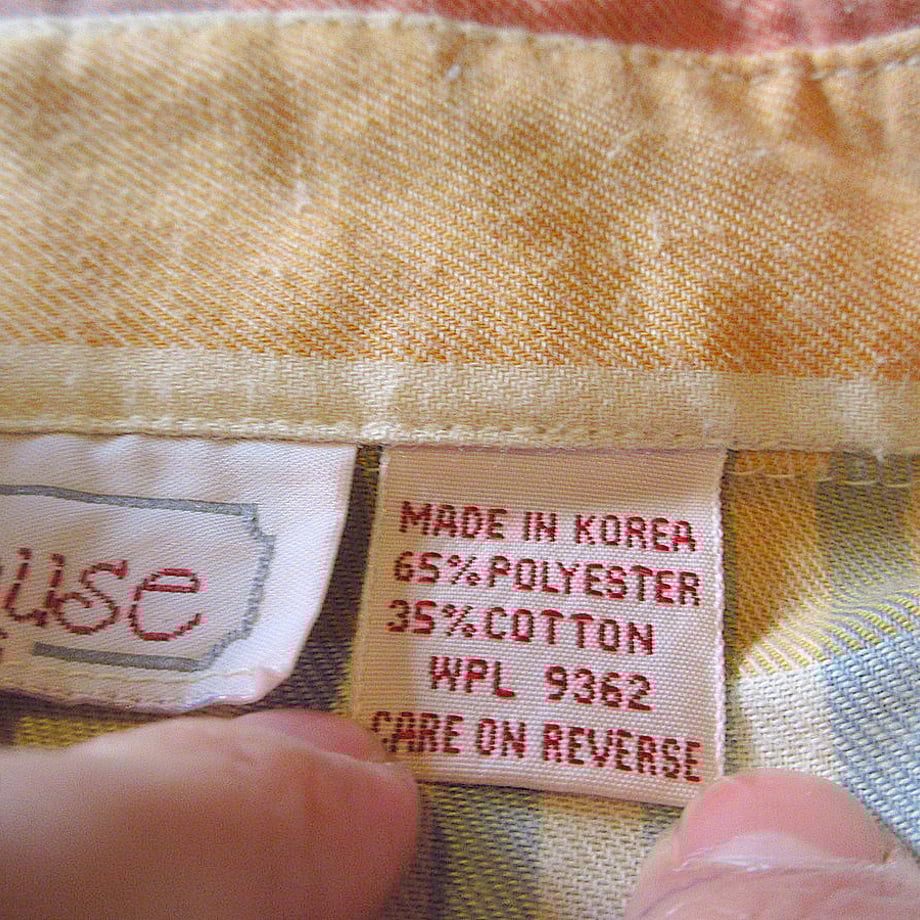 use
MADE IN KOREA
65% POLYESTER
35% COTTON
WPL 9362
CARE ON REVERSE